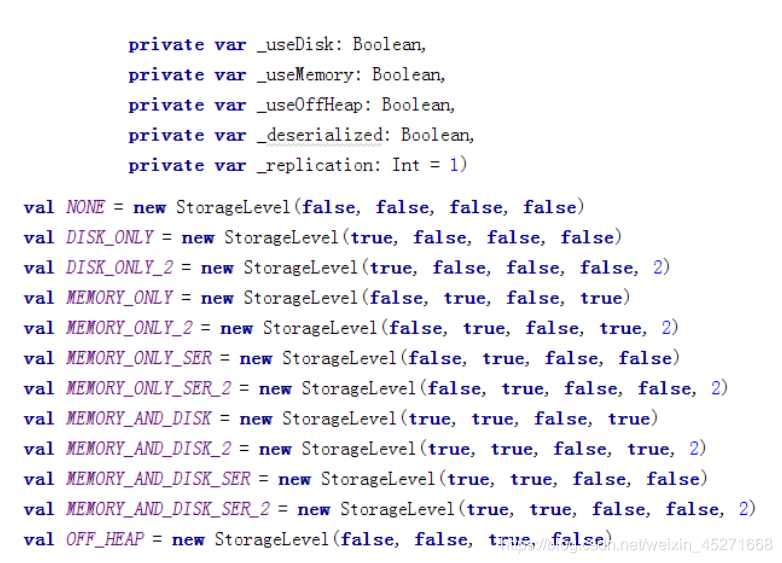 private var _useDisk: Boolean,
private var _useMemory: Boolean,
private var _useOffHeap: Boolean,
private var _deserialized: Boolean,
private var _replication: Int = 1)
val NONE = new StorageLevel(false, false, false, false)
val DISK_ONLY = new StorageLevel(true, false, false, false)
val DISK_ONLY_2 = new StorageLevel(true, false, false, false, 2)
val MEMORY_ONLY = new StorageLevel(false, true, false, true)
val MEMORY_ONLY_2 = new StorageLevel(false, true, false, true, 2)
val MEMORY_ONLY_SER = new StorageLevel(false, true, false, false)
val MEMORY_ONLY_SER_2 = new StorageLevel(false, true, false, false, 2)
val MEMORY_AND_DISK = new StorageLevel(true, true, false, true)
val MEMORY_AND_DISK_2 = new StorageLevel(true, true, false, true, 2)
val MEMORY_AND_DISK_SER = new StorageLevel(true, true, false, false)
val MEMORY_AND_DISK_SER_2 = new StorageLevel(true, true, false, false, 2)
val OFF_HEAP = new StorageLevel(false, false, true, false)
https://blog.csdn.net/weixin_45271668